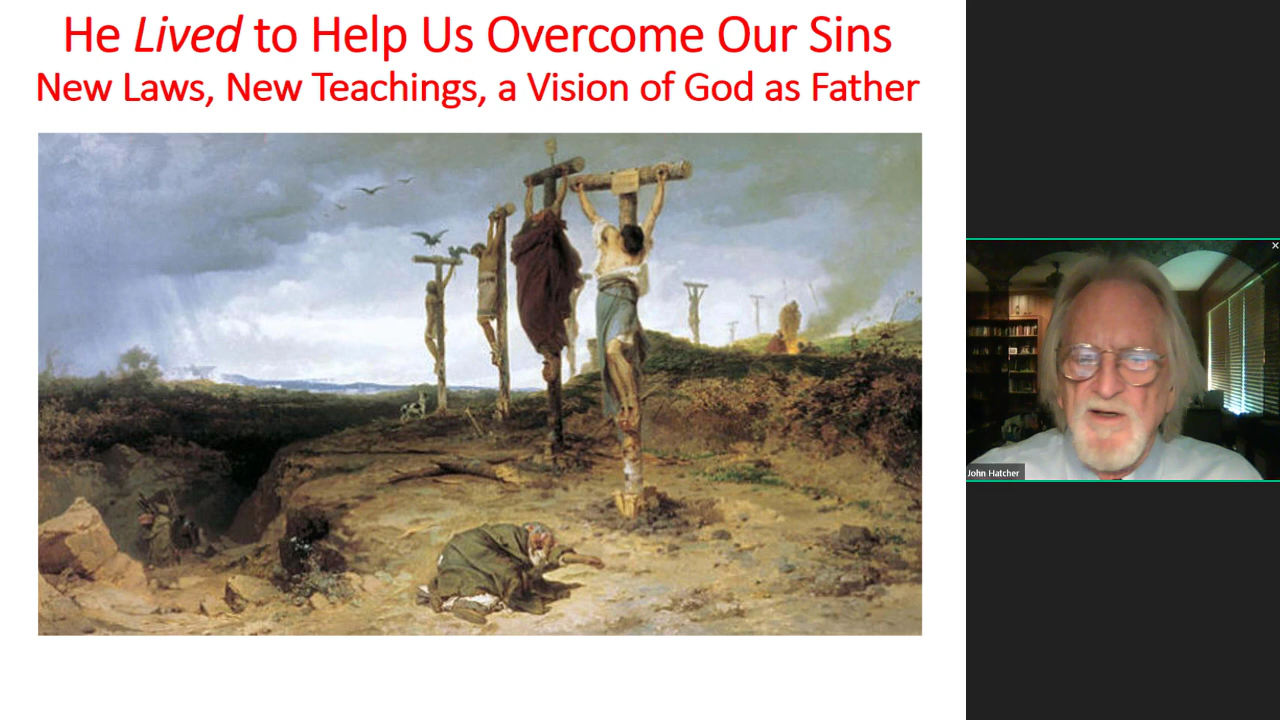 He Lived to Help Us Overcome Our Sins
New Laws, New Teachings, a Vision of God as Father
John Hatcher